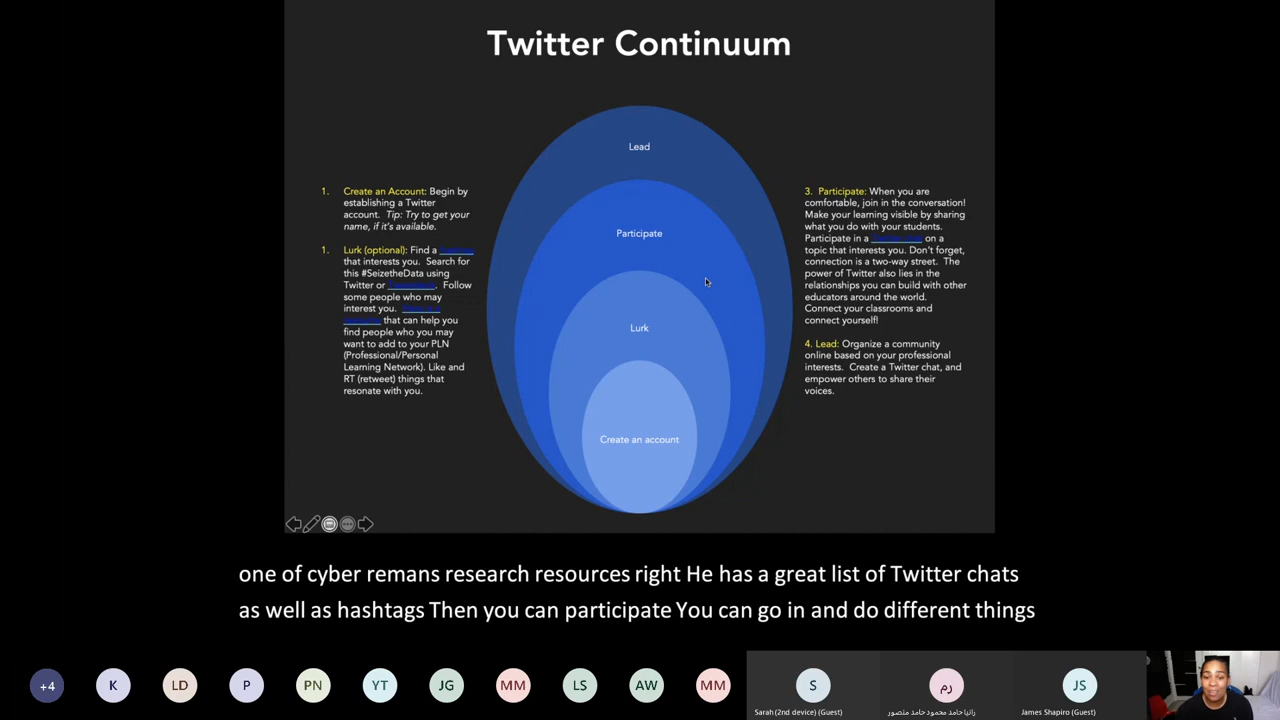 Twitter Continuum
1. Create an Account: Begin by
establishing a Twitter
account. Tip: Try to get your
name, if it's available.
1. Lurk (optional): Find a
that interests you. Search for
this #SeizetheData using
Twitter or . Follow
some people who may
interest you.
that can help you
find people who you may
want to add to your PLN
(Professional/Personal
Learning Network). Like and
RT (retweet) things that
resonate with you.
Lead
Participate
Lurk
Create an account
3. Participate: When you are
comfortable, join in the conversation!
Make your learning visible by sharing
what you do with your students.
Participate in a on a
topic that interests you. Don't forget,
connection is a two-way street. The
power of Twitter also lies in the
relationships you can build with other
educators around the world.
Connect your classrooms and
connect yourself!
4. Lead: Organize a community
online based on your professional
interests. Create a Twitter chat, and
empower others to share their
voices.
one of cyber remans research resources right He has a great list of Twitter chats
as well as hashtags Then you can participate You can go in and do different things
+4 K LD P PN YT JG MM LS AW MM S رم JS
Sarah (2nd device) (Guest)
رانيا حامد محمود حامد منصور
James Shapiro (Guest)